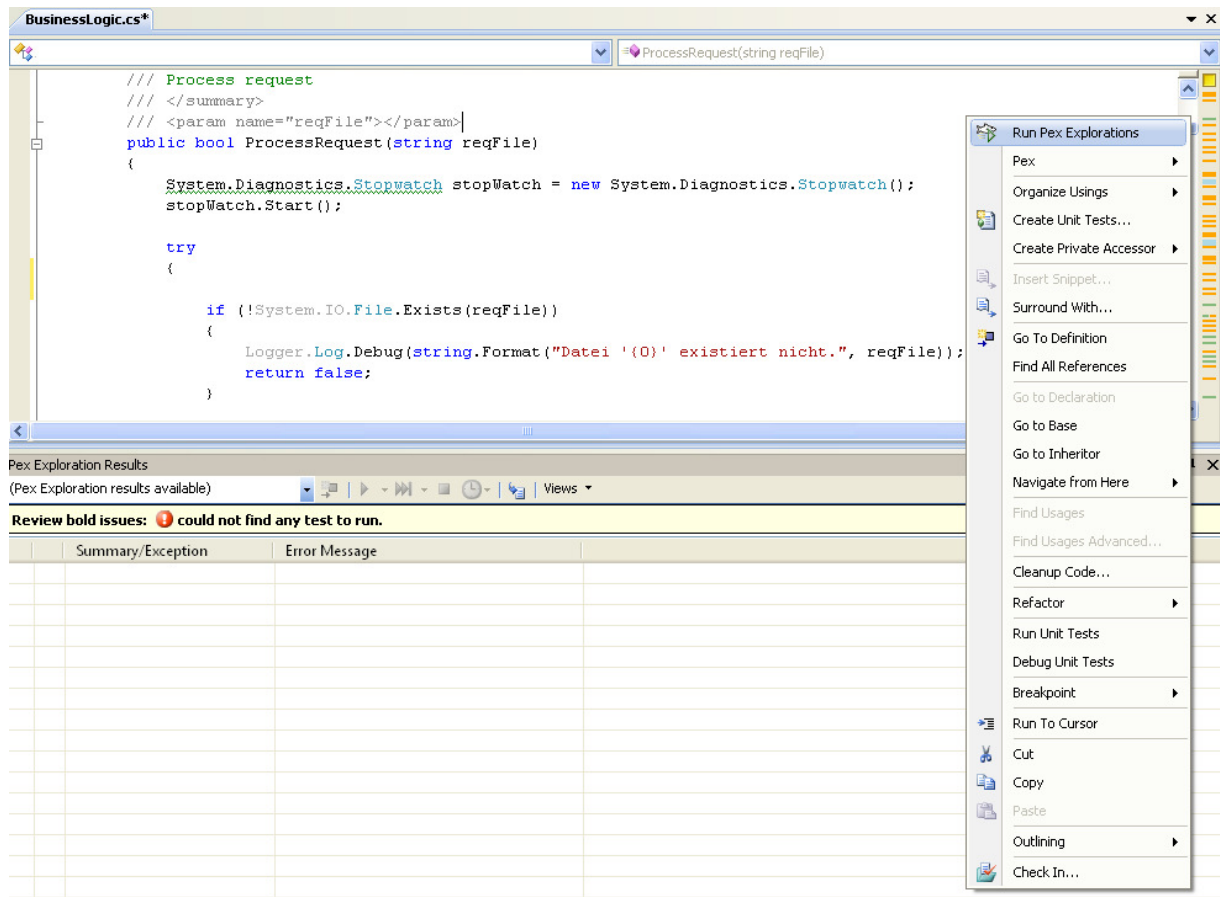 BusinessLogic.cs*
ProcessRequest(string reqFile)
/// Process request
/// </summary>
/// <param name="reqFile"></param>
public bool ProcessRequest(string reqFile)
{
System.Diagnostics.Stopwatch stopWatch = new System.Diagnostics.Stopwatch();
stopWatch.Start();
try
{
if (!System.IO.File.Exists(reqFile))
{
Logger.Log.Debug(string.Format("Datei '{0}' existiert nicht.", reqFile));
return false;
}
Pex Exploration Results
(Pex Exploration results available)
Views
Review bold issues: could not find any test to run.
Summary/Exception Error Message
Run Pex Explorations
Pex
Organize Usings
Create Unit Tests...
Create Private Accessor
Insert Snippet...
Surround With...
Go To Definition
Find All References
Go to Declaration
Go to Base
Go to Inheritor
Navigate from Here
Find Usages
Find Usages Advanced...
Cleanup Code...
Refactor
Run Unit Tests
Debug Unit Tests
Breakpoint
Run To Cursor
Cut
Copy
Paste
Outlining
Check In...